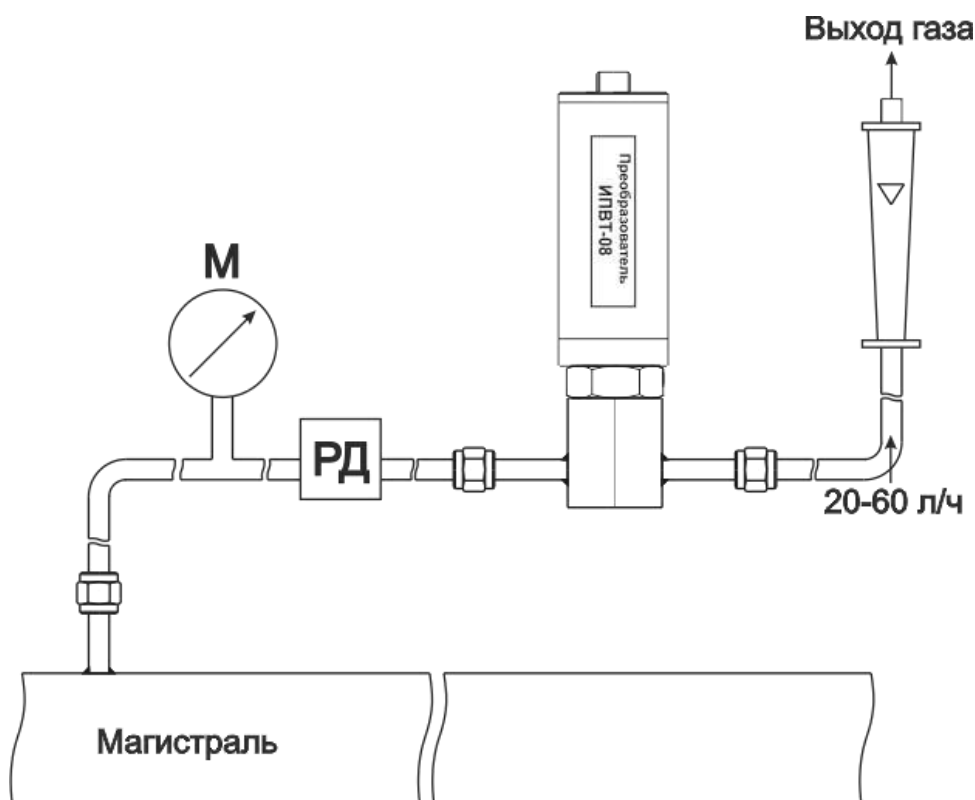 Выход газа
Преобразователь
ИПВТ-08
М
РД
20-60 л/ч
Магистраль